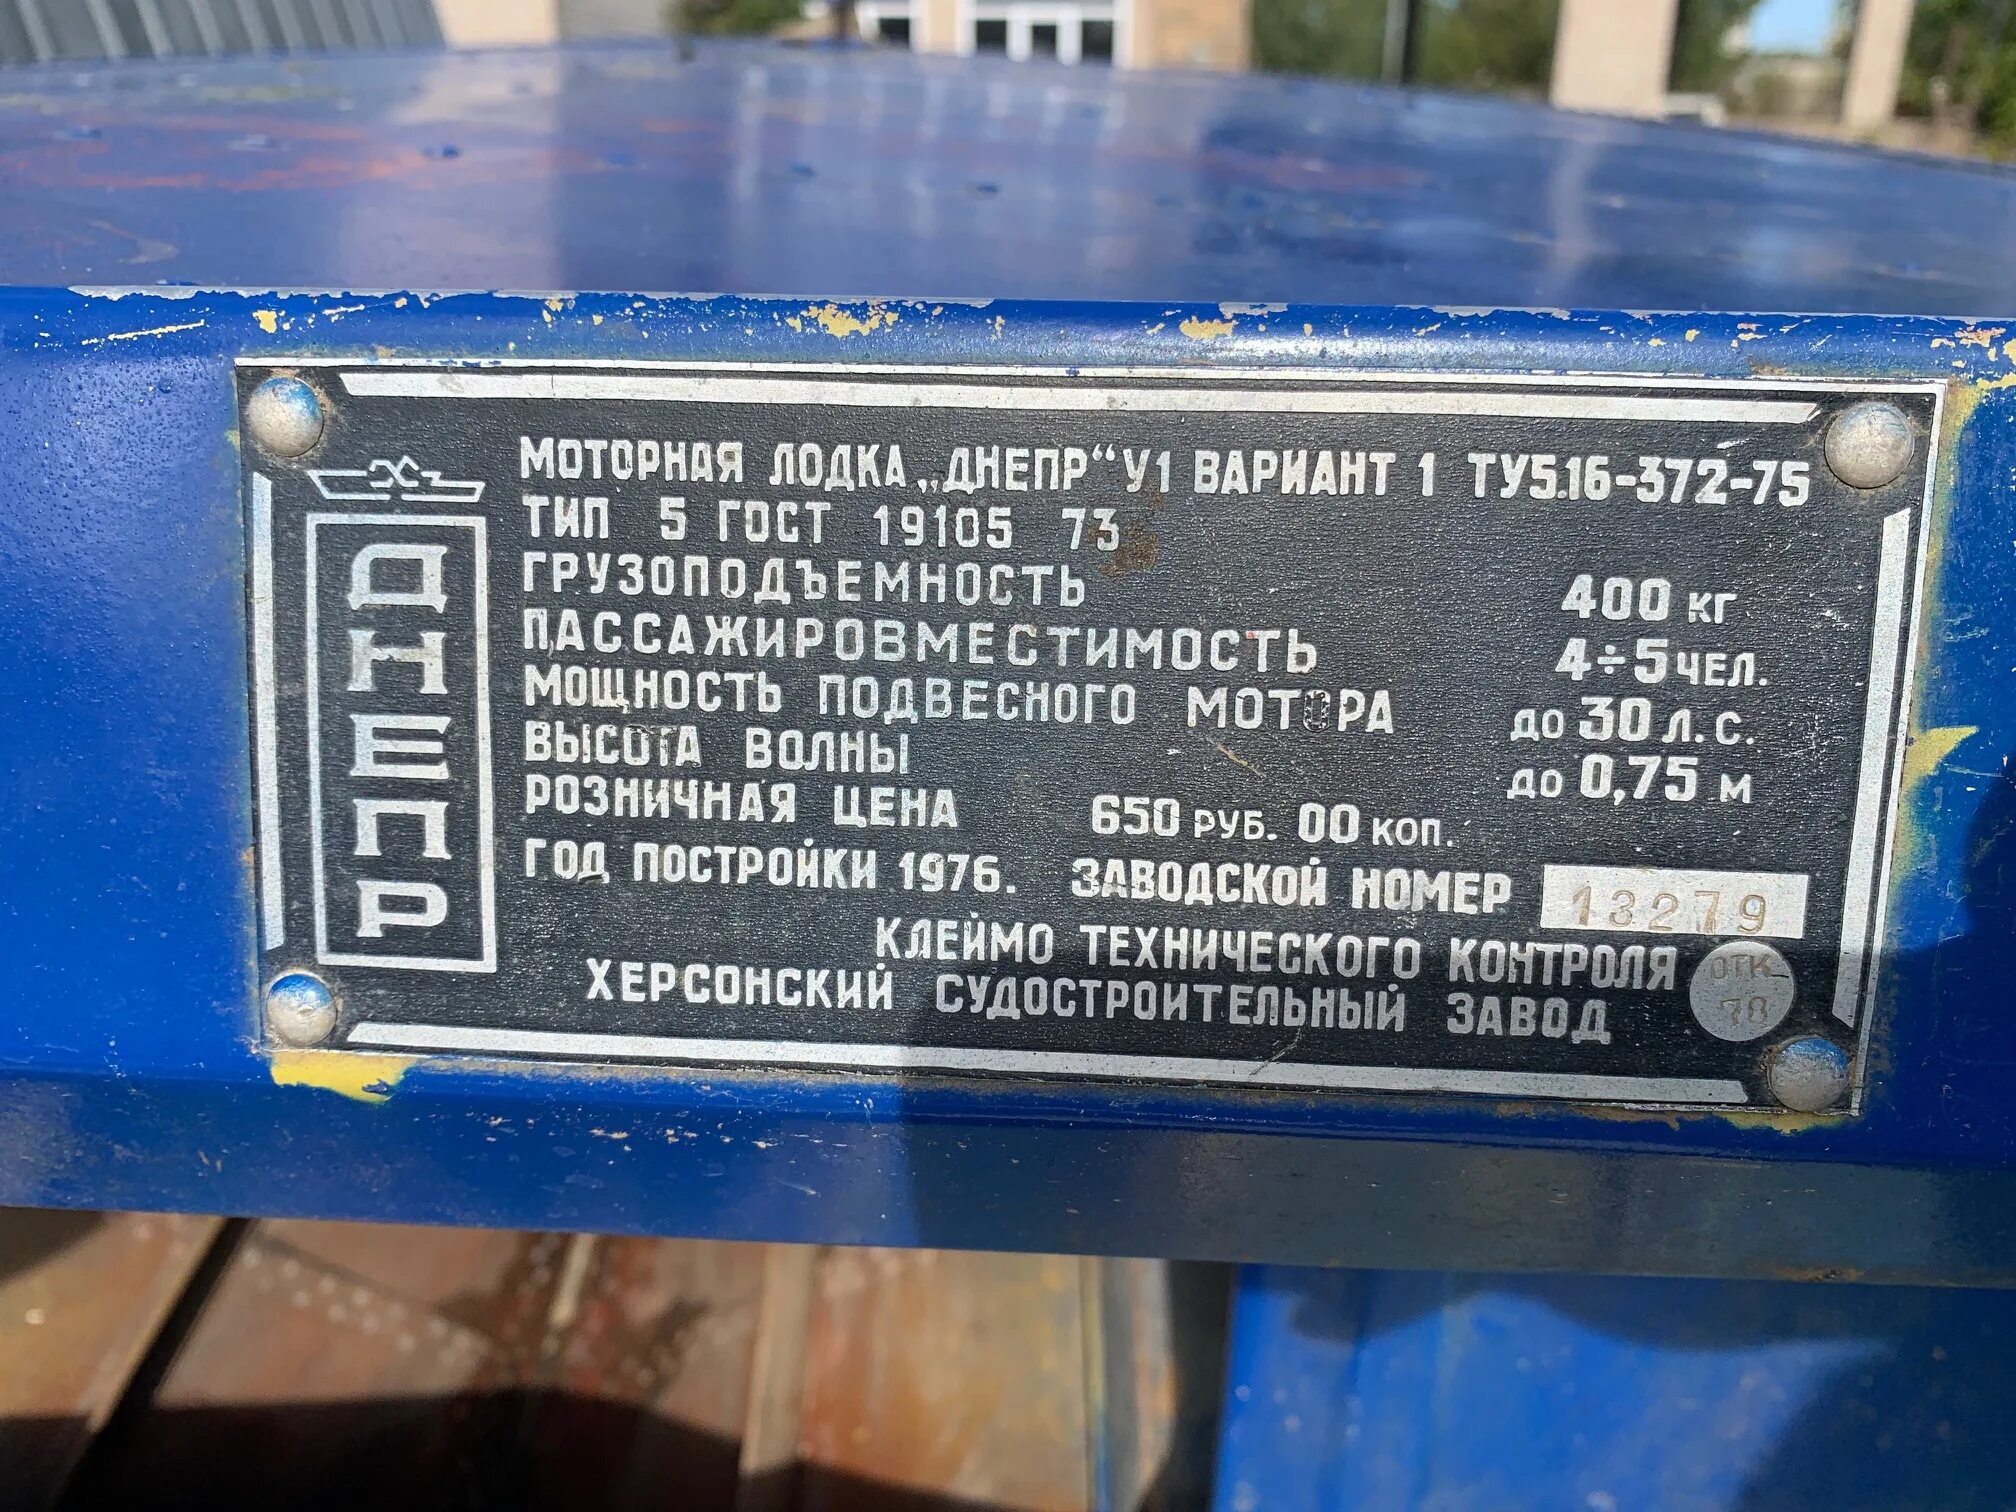 ДНЕПР
МОТОРНАЯ ЛОДКА „ДНЕПР“ У1 ВАРИАНТ 1 ТУ5.16-372-75
ТИП 5 ГОСТ 19105 73
ГРУЗОПОДЪЕМНОСТЬ 400 КГ
ПАССАЖИРОВМЕСТИМОСТЬ 4÷5 ЧЕЛ.
МОЩНОСТЬ ПОДВЕСНОГО МОТОРА ДО 30 Л.С.
ВЫСОТА ВОЛНЫ ДО 0,75 М
РОЗНИЧНАЯ ЦЕНА 650 РУБ. 00 КОП.
ГОД ПОСТРОЙКИ 1976. ЗАВОДСКОЙ НОМЕР 13279
КЛЕЙМО ТЕХНИЧЕСКОГО КОНТРОЛЯ ОТК 78
ХЕРСОНСКИЙ СУДОСТРОИТЕЛЬНЫЙ ЗАВОД